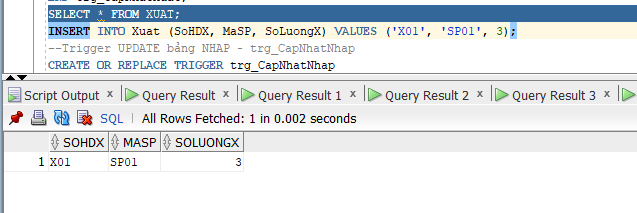 SELECT * FROM XUAT;
INSERT INTO Xuat (SoHDX, MaSP, SoLuongX) VALUES ('X01', 'SP01', 3);
--Trigger UPDATE bảng NHAP - trg_CapNhatNhap
CREATE OR REPLACE TRIGGER trg_CapNhatNhap
Script Output x Query Result x Query Result 1 x Query Result 2 x Query Result 3 x
SQL | All Rows Fetched: 1 in 0.002 seconds
SOHDX MASP SOLUONGX
1 X01 SP01 3